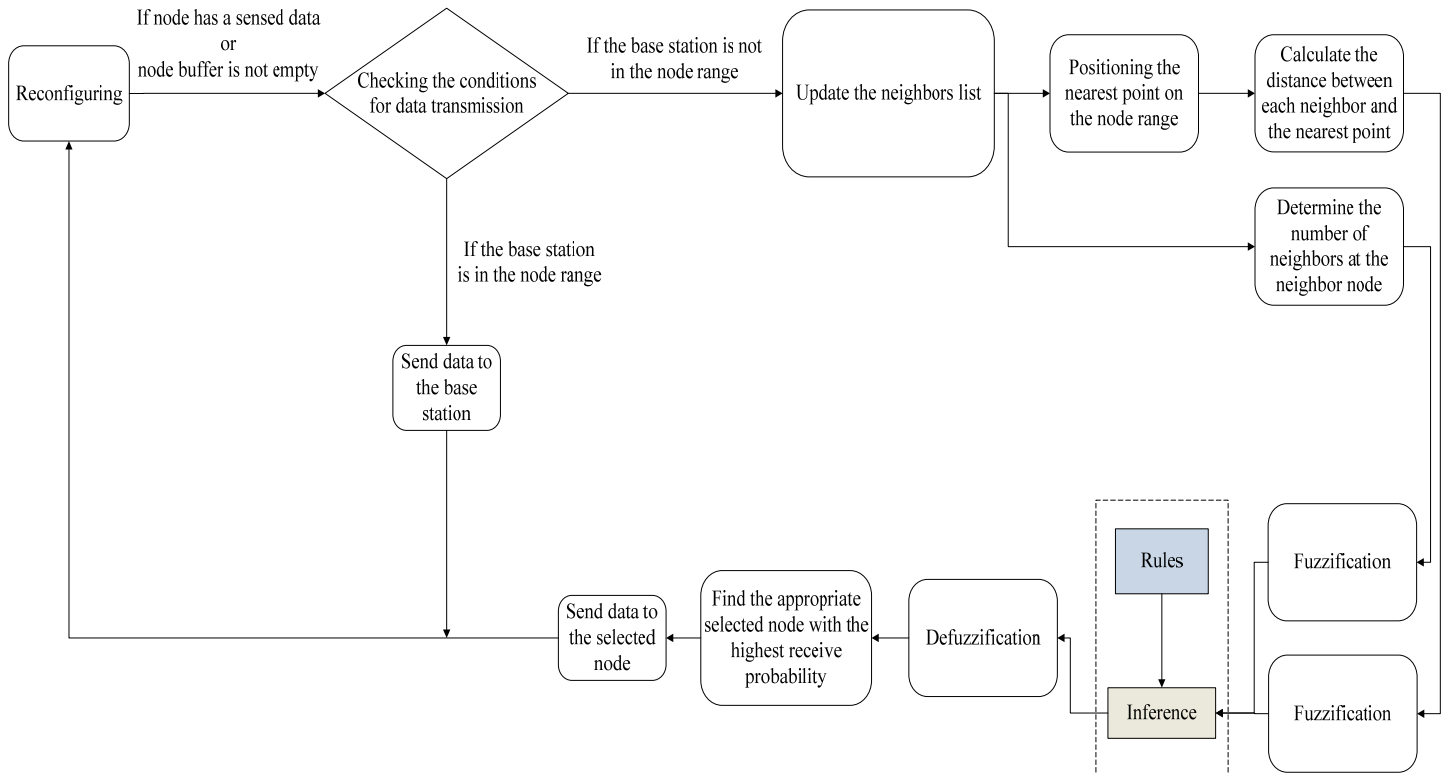 Reconfiguring
If node has a sensed data
or
node buffer is not empty
Checking the conditions
for data transmission
If the base station is not
in the node range
Update the neighbors list
Positioning the
nearest point on
the node range
Calculate the
distance between
each neighbor and
the nearest point
Determine the
number of
neighbors at the
neighbor node
If the base station
is in the node range
Send data to
the base
station
Rules
Fuzzification
Send data to
the selected
node
Find the appropriate
selected node with the
highest receive
probability
Defuzzification
Inference
Fuzzification